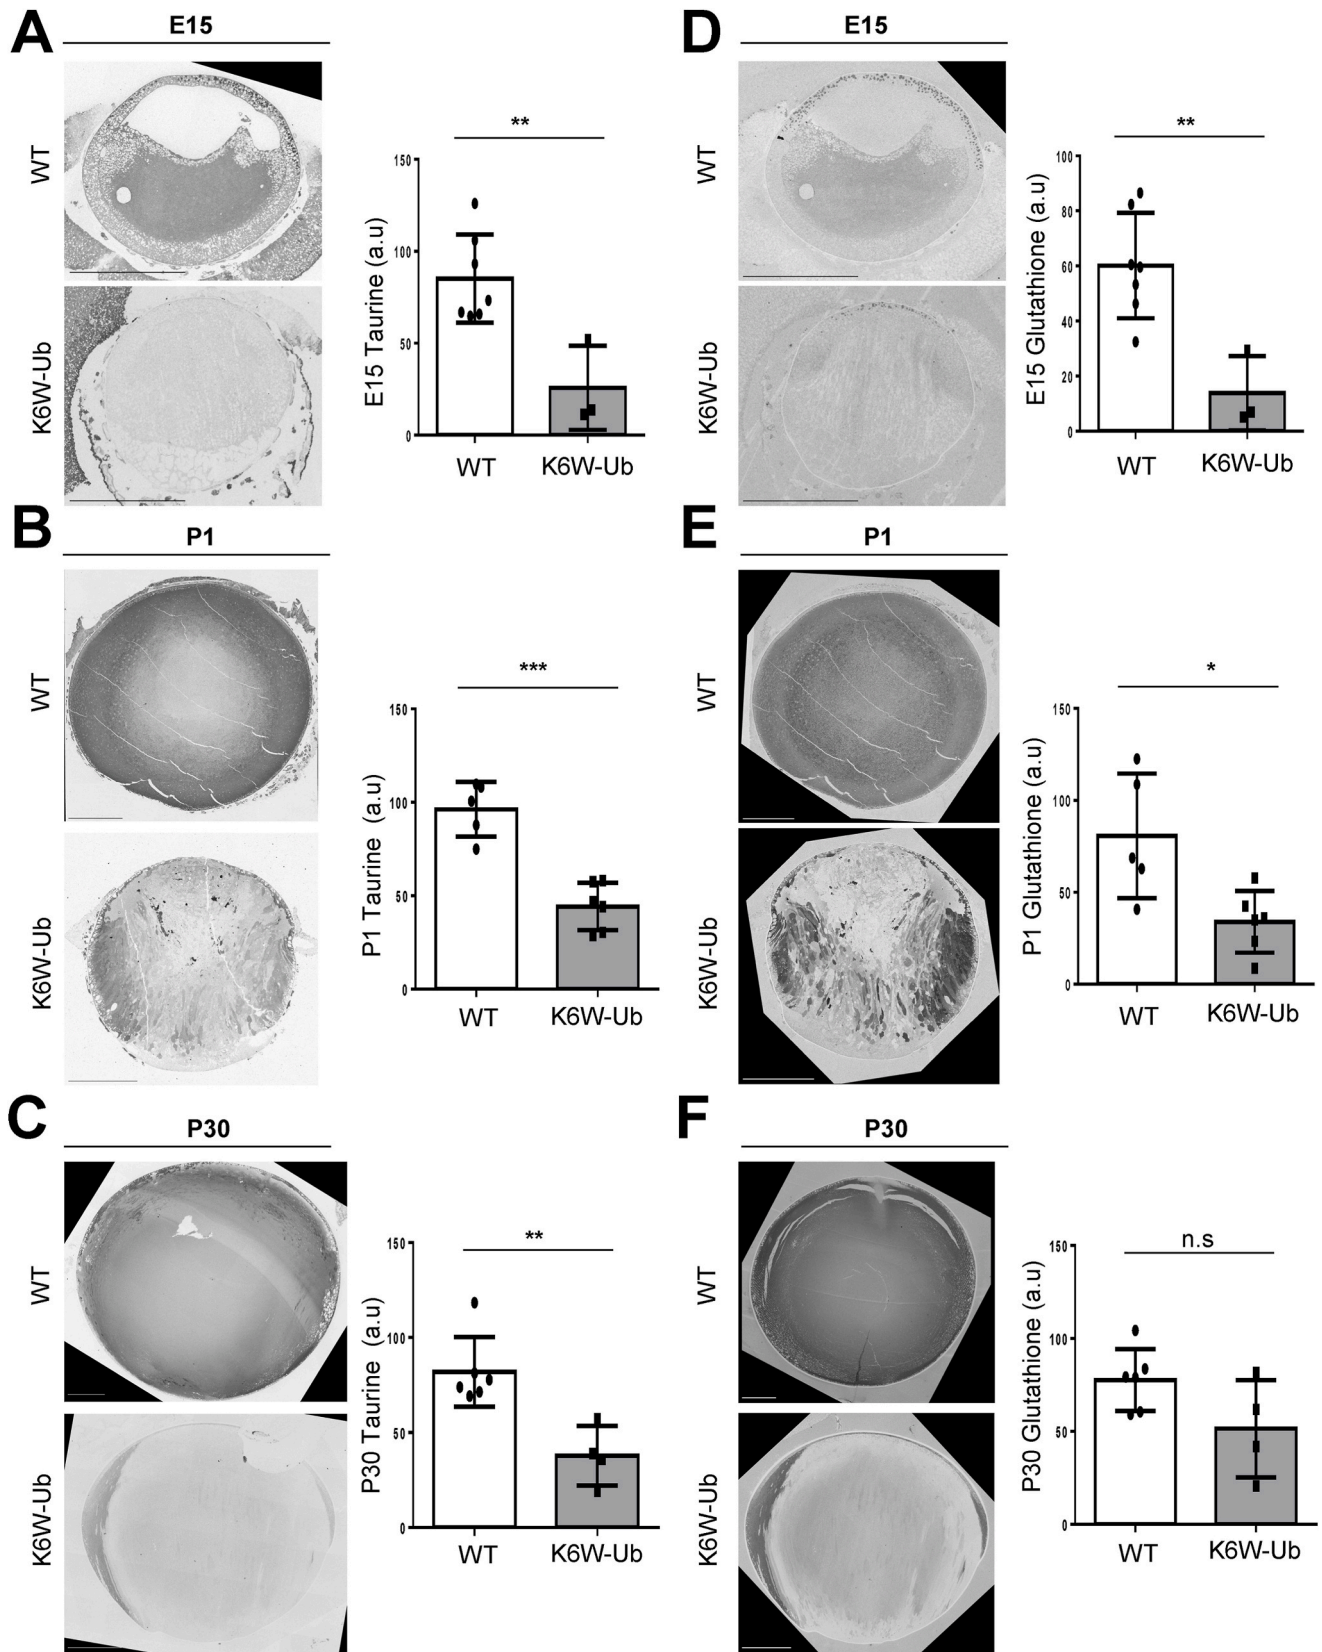 A
E15
WT
K6W-Ub
**
E15 Taurine (a.u)
150
100
50
0
WT
K6W-Ub
D
E15
WT
K6W-Ub
**
E15 Glutathione (a.u)
100
80
60
40
20
0
WT
K6W-Ub
B
P1
WT
K6W-Ub
***
P1 Taurine (a.u)
150
100
50
0
WT
K6W-Ub
E
P1
WT
K6W-Ub
*
P1 Glutathione (a.u)
150
100
50
0
WT
K6W-Ub
C
P30
WT
K6W-Ub
**
P30 Taurine (a.u)
150
100
50
0
WT
K6W-Ub
F
P30
WT
K6W-Ub
n.s
P30 Glutathione (a.u)
150
100
50
0
WT
K6W-Ub